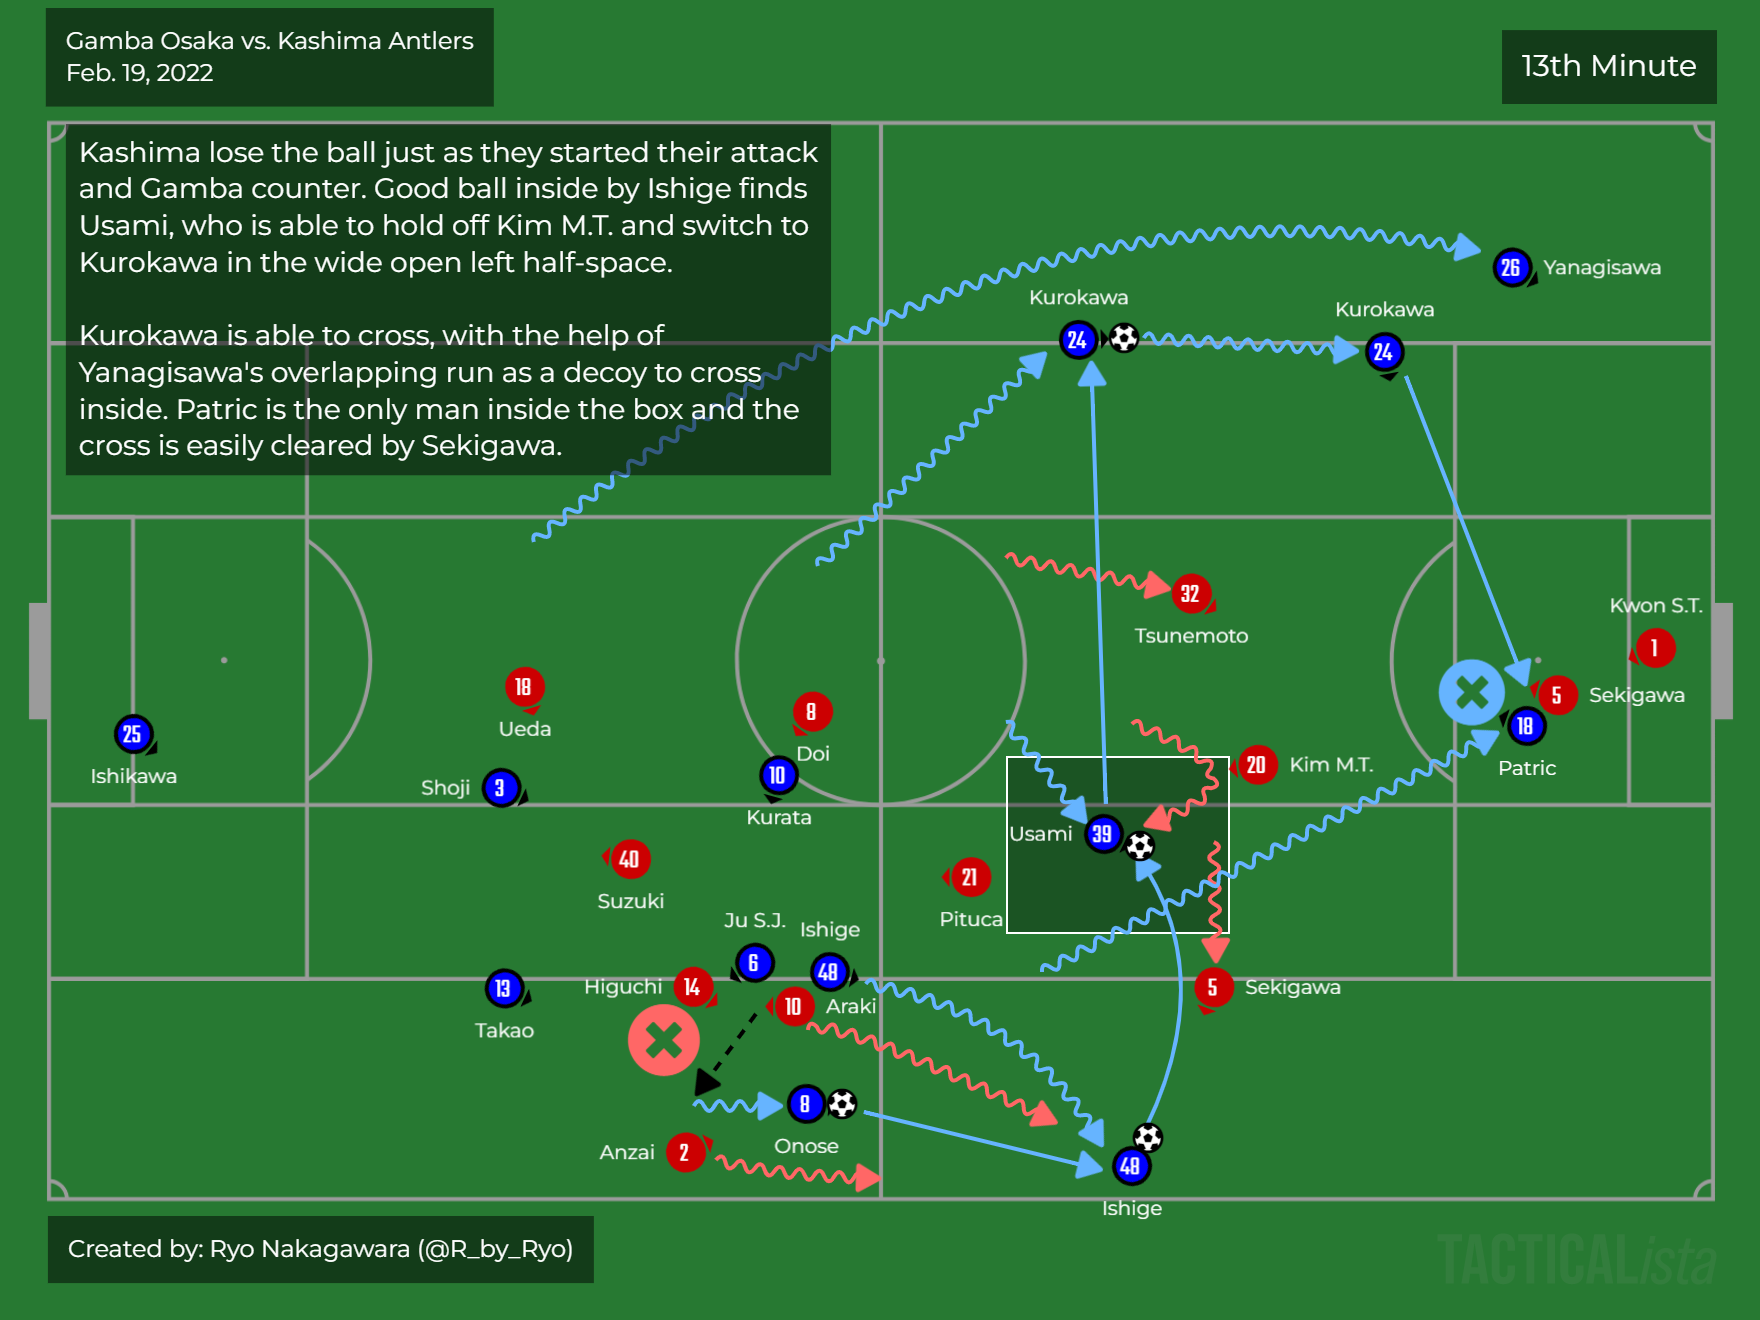 Gamba Osaka vs. Kashima Antlers
Feb. 19, 2022
13th Minute
Kashima lose the ball just as they started their attack
and Gamba counter. Good ball inside by Ishige finds
Usami, who is able to hold off Kim M.T. and switch to
Kurokawa in the wide open left half-space.
Kurokawa is able to cross, with the help of
Yanagisawa's overlapping run as a decoy to cross
inside. Patric is the only man inside the box and the
cross is easily cleared by Sekigawa.
26
Yanagisawa
Kurokawa
24
Kurokawa
24
32
Tsunemoto
Kwon S.T.
1
5
Sekigawa
18
Patric
18
Ueda
8
Doi
25
Ishikawa
Shoji
3
10
Kurata
20
Kim M.T.
Usami
39
40
Suzuki
21
Pituca
Ju S.J.
6
Ishige
48
13
Takao
Higuchi
14
10
Araki
5
Sekigawa
8
Onose
Anzai
2
48
Ishige
Created by: Ryo Nakagawara (@R_by_Ryo)
TACTICALista